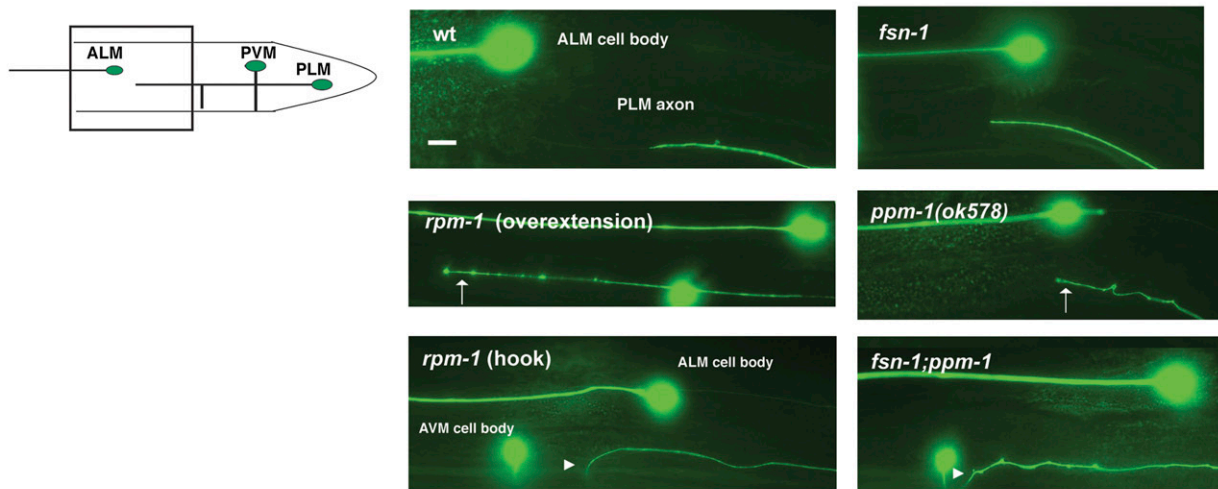 ALM
PVM
PLM
wt
ALM cell body
PLM axon
fsn-1
rpm-1 (overextension)
ppm-1(ok578)
rpm-1 (hook)
ALM cell body
AVM cell body
fsn-1;ppm-1